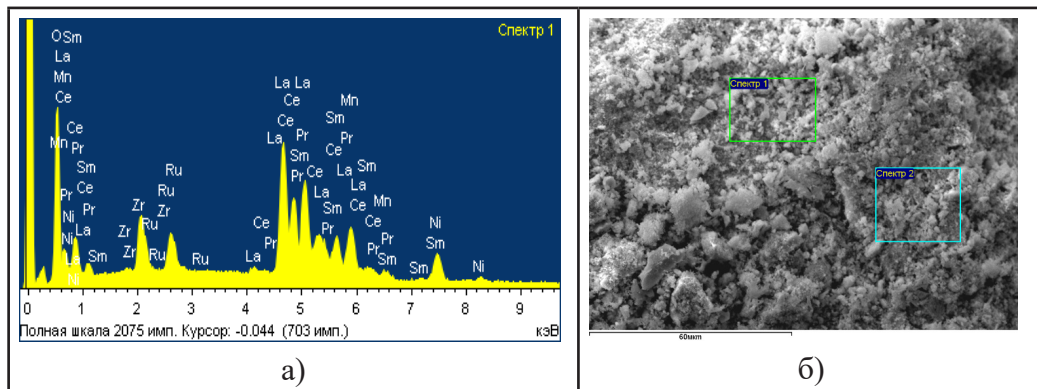 Спектр 1
OSm
La
Mn
La La
Ce
Ce Mn
Sm
Ce Ce
Mn La Pr Pr
Pr Sm Ce
Sm Sm
Ru La Sm
Ce Ru Pr Ce La La
Pr Pr Zr Zr La Ce Mn
Ni La Ru Ce Sm Ce Ni
Ni Zr Pr Pr Pr Sm
La Sm Zr Ru Ru La Pr Sm Ni
Ni
0 1 2 3 4 5 6 7 8 9
Полная шкала 2075 имп. Курсор: -0.044 (703 имп.) кэВ
а)
Спектр 1
Спектр 2
60мкm
б)